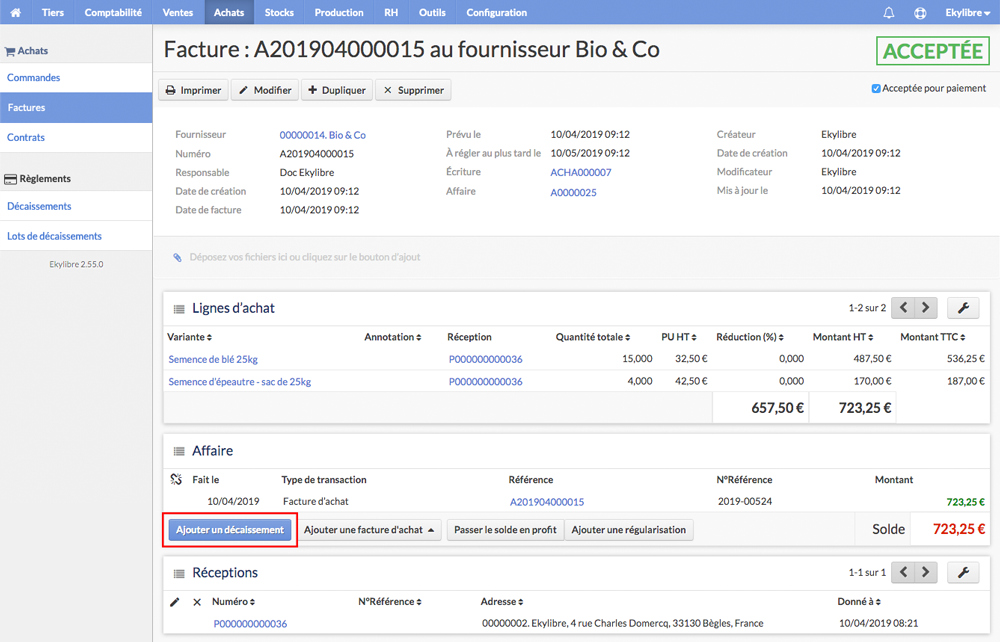 Tiers Comptabilité Ventes Achats Stocks Production RH Outils Configuration Ekylibre
Achats
Commandes
Factures
Contrats
Règlements
Décaissements
Lots de décaissements
Ekylibre 2.55.0
Facture : A201904000015 au fournisseur Bio & Co
ACCEPTÉE
Imprimer Modifier Dupliquer Supprimer
Acceptée pour paiement
Fournisseur 00000014. Bio & Co
Numéro A201904000015
Responsable Doc Ekylibre
Date de création 10/04/2019 09:12
Date de facture 10/04/2019 09:12
Prévu le 10/04/2019 09:12
À régler au plus tard le 10/05/2019 09:12
Écriture ACHA000007
Affaire A0000025
Créateur Ekylibre
Date de création 10/04/2019 09:12
Modificateur Ekylibre
Mis à jour le 10/04/2019 09:12
Déposez vos fichiers ici ou cliquez sur le bouton d'ajout
Lignes d'achat 1-2 sur 2
Variante Annotation Réception Quantité totale PU HT Réduction (%) Montant HT Montant TTC
Semence de blé 25kg P000000000036 15,000 32,50 € 0,000 487,50 € 536,25 €
Semence d'épeautre - sac de 25kg P000000000036 4,000 42,50 € 0,000 170,00 € 187,00 €
657,50 € 723,25 €
Affaire
Fait le Type de transaction Référence N°Référence Montant
10/04/2019 Facture d'achat A201904000015 2019-00524 723,25 €
Ajouter un décaissement Ajouter une facture d'achat Passer le solde en profit Ajouter une régularisation Solde 723,25 €
Réceptions 1-1 sur 1
Numéro N°Référence Adresse Donné à
P000000000036 00000002. Ekylibre, 4 rue Charles Domercq, 33130 Bègles, France 10/04/2019 08:21